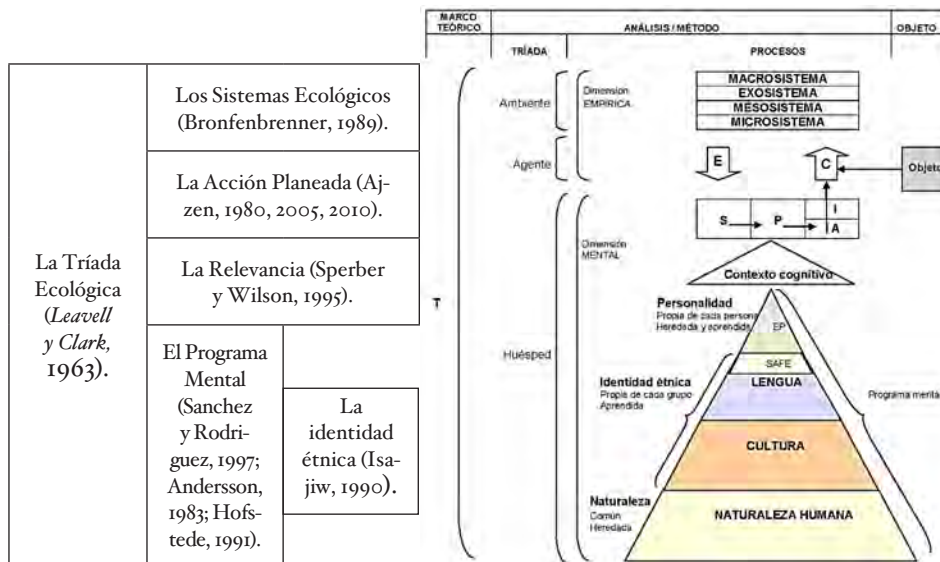 La Tríada
Ecológica
(Leavell
y Clark,
1963).
Los Sistemas Ecológicos
(Bronfenbrenner, 1989).
La Acción Planeada (Aj-
zen, 1980, 2005, 2010).
La Relevancia (Sperber
y Wilson, 1995).
El Programa
Mental
(Sanchez
y Rodri-
guez, 1997;
Andersson,
1983; Hofs-
tede, 1991).
La
identidad
étnica (Isa-
jiw, 1990).
MARCO
TEÓRICO
ANÁLISIS / MÉTODO
OBJETO
TRÍADA
PROCESOS
T
Ambiente
Dimension
EMPÍRICA
MACROSISTEMA
EXOSISTEMA
MESOSISTEMA
MICROSISTEMA
Agente
E
C
Objeto
Huésped
Dimensión
MENTAL
S
P
I
A
Contexto cognitivo
Personalidad
Propia de cada persona
Heredada y aprendida
EP
SAFE
Identidad étnica
Propia de cada grupo
Aprendida
LENGUA
Programa menta
CULTURA
Naturaleza
Común
Heredada
NATURALEZA HUMANA